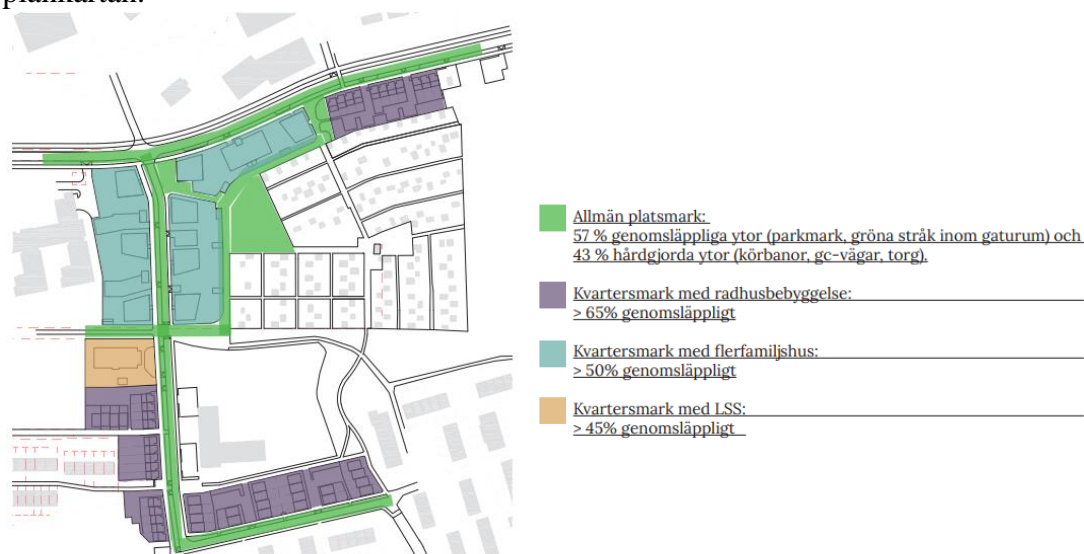 plankartan.
Allmän platsmark:
57 % genomsläppliga ytor (parkmark, gröna stråk inom gaturum) och
43 % hårdgjorda ytor (körbanor, gc-vägar, torg).
Kvartersmark med radhusbebyggelse:
> 65% genomsläppligt
Kvartersmark med flerfamiljshus:
> 50% genomsläppligt
Kvartersmark med LSS:
> 45% genomsläppligt